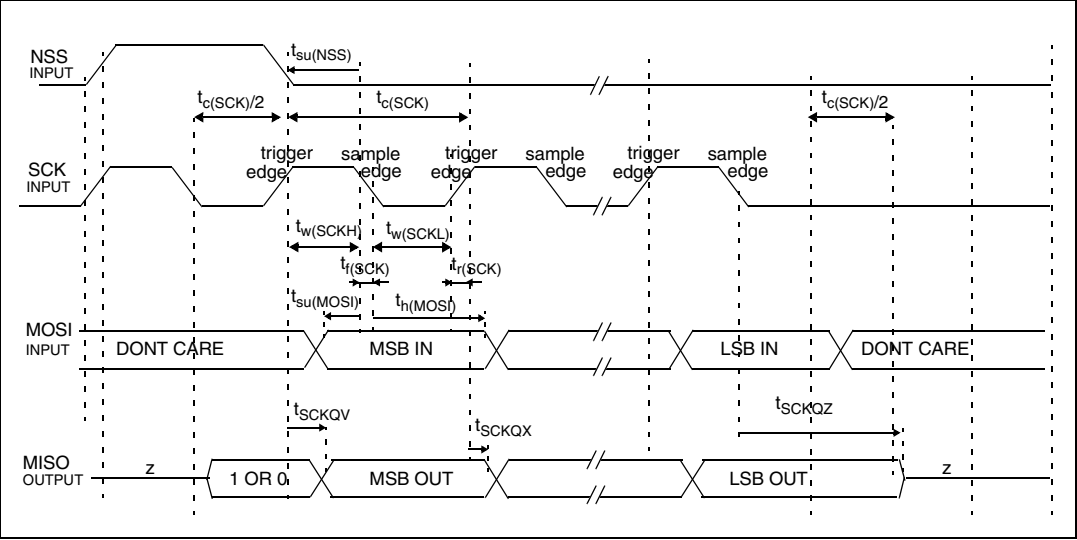 NSS
INPUT
tsu(NSS)
tc(SCK)/2
tc(SCK)
tc(SCK)/2
SCK
INPUT
trigger
edge
sample
edge
trigger
edge
sample
edge
trigger
edge
sample
edge
tw(SCKH)
tw(SCKL)
tf(SCK)
tr(SCK)
tsu(MOSI)
th(MOSI)
MOSI
INPUT
DONT CARE
MSB IN
LSB IN
DONT CARE
tSCKQV
tSCKQX
tSCKQZ
MISO
OUTPUT
z
1 OR 0
MSB OUT
LSB OUT
z